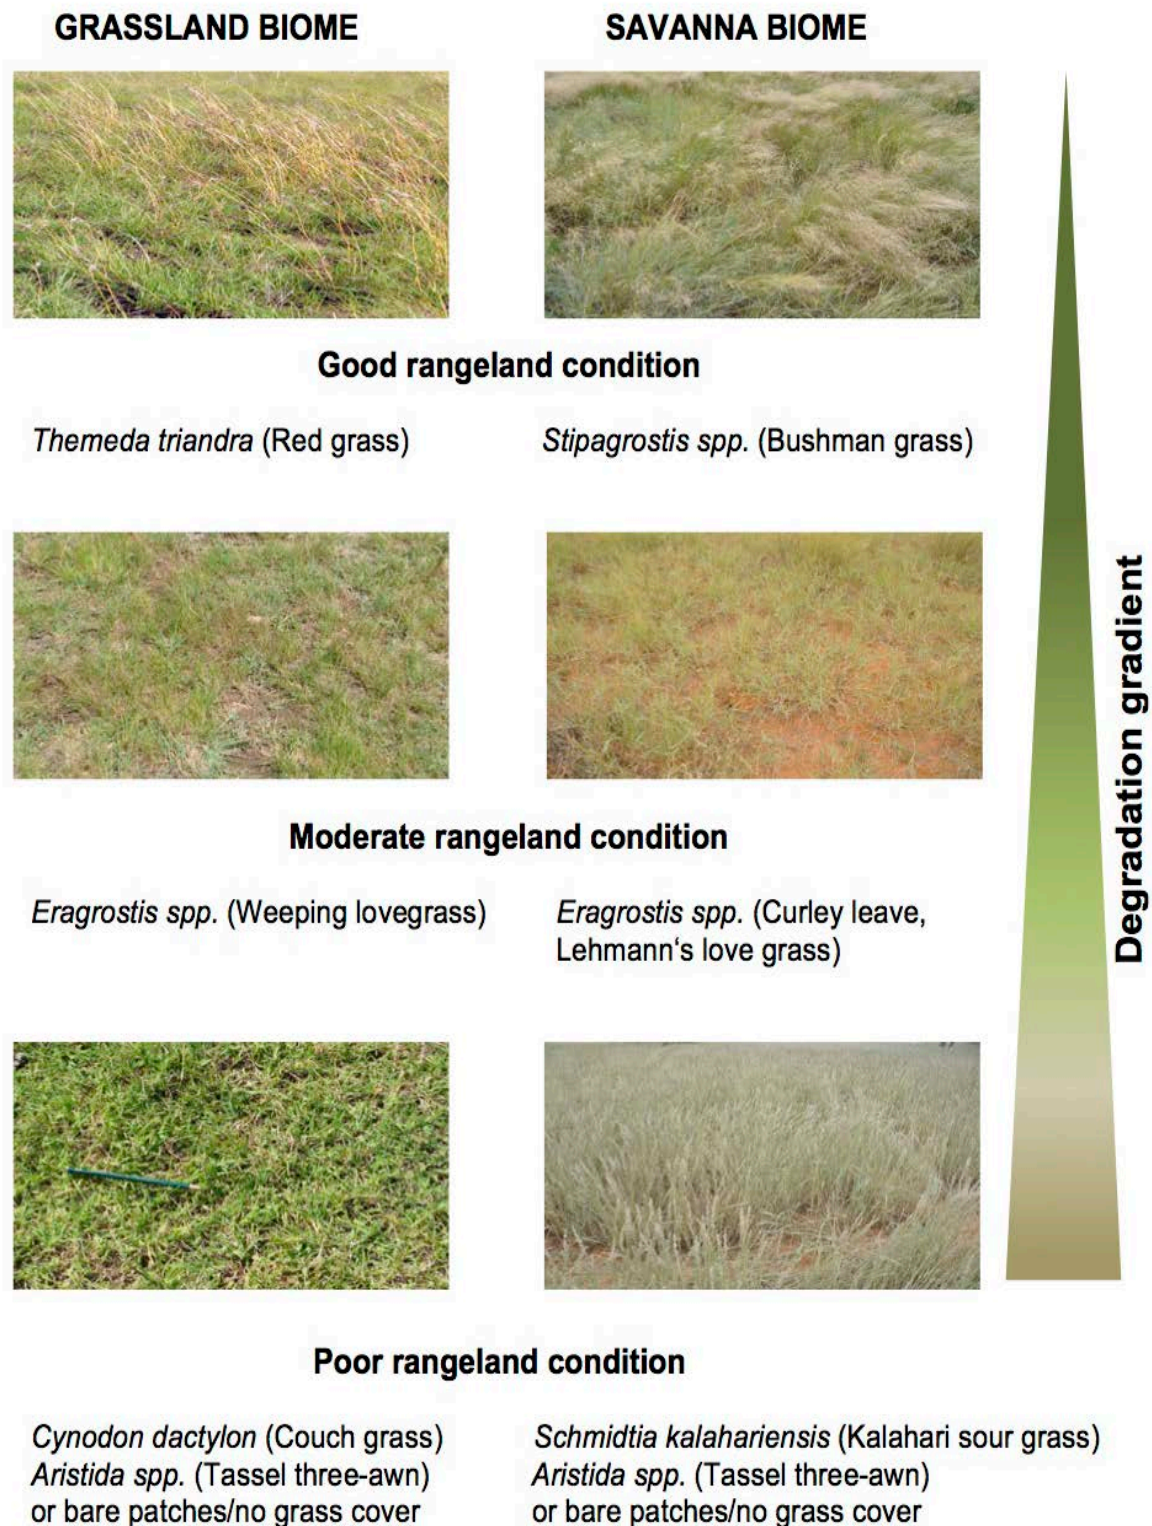 GRASSLAND BIOME
SAVANNA BIOME
Good rangeland condition
Themeda triandra (Red grass)
Stipagrostis spp. (Bushman grass)
Moderate rangeland condition
Eragrostis spp. (Weeping lovegrass)
Eragrostis spp. (Curley leave,
Lehmann‘s love grass)
Poor rangeland condition
Cynodon dactylon (Couch grass)
Aristida spp. (Tassel three-awn)
or bare patches/no grass cover
Schmidtia kalahariensis (Kalahari sour grass)
Aristida spp. (Tassel three-awn)
or bare patches/no grass cover
Degradation gradient